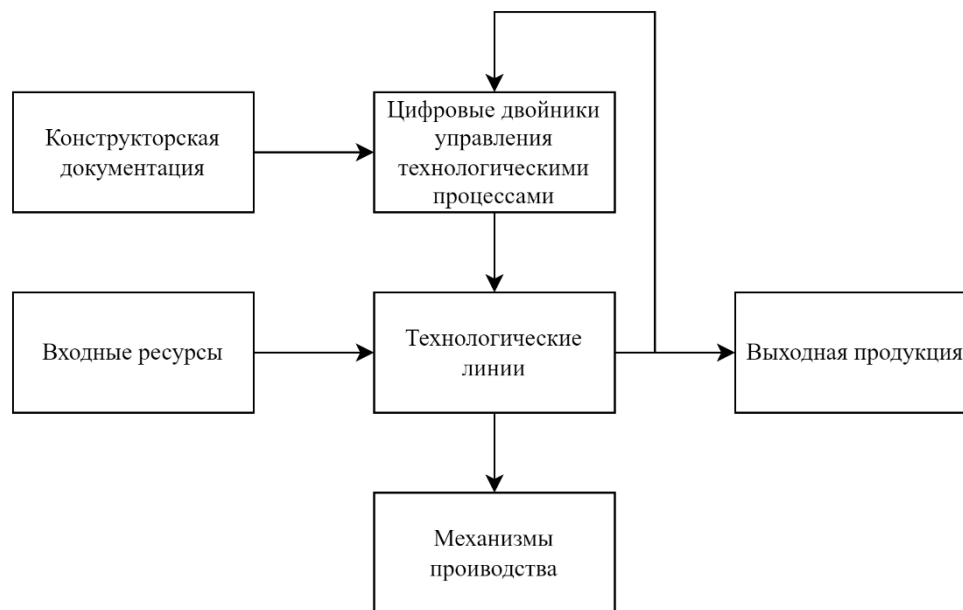 Конструкторская
документация
Цифровые двойники
управления
технологическими
процессами
Входные ресурсы
Технологические
линии
Выходная продукция
Механизмы
проиводства